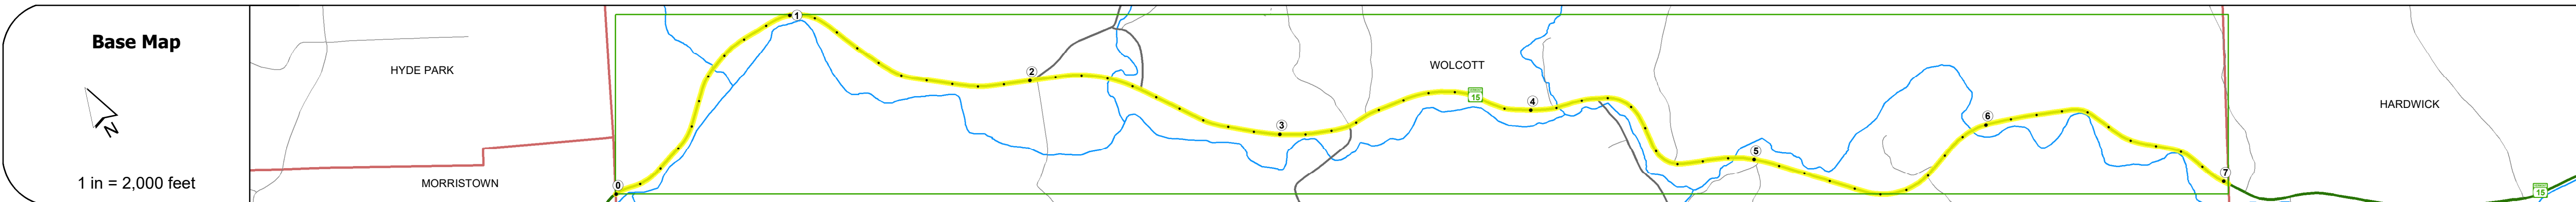 Base Map
N
1 in = 2,000 feet
HYDE PARK
MORRISTOWN
WOLCOTT
HARDWICK
0
1
2
3
4
5
6
7
15
15